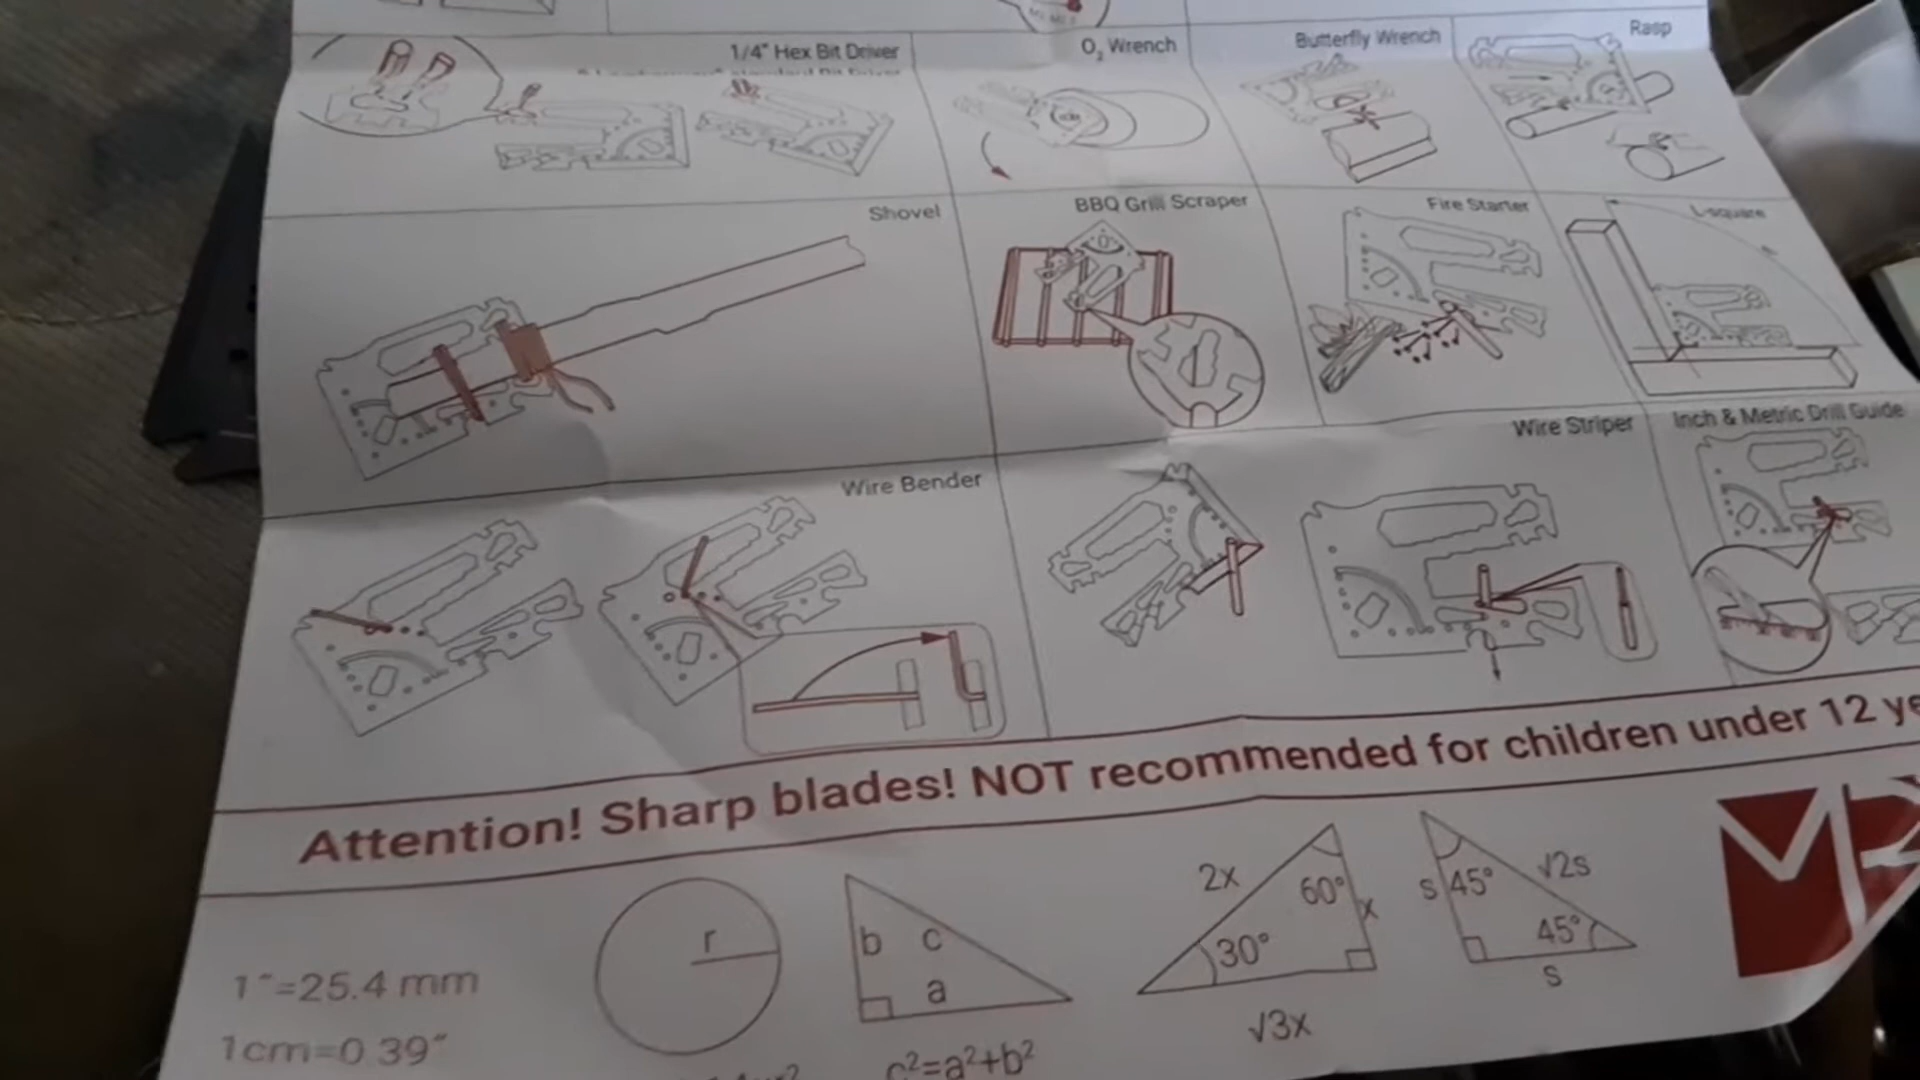 1/4" Hex Bit Driver
O₂ Wrench
Butterfly Wrench
Rasp
Shovel
BBQ Grill Scraper
Fire Starter
L-square
Wire Bender
Wire Striper
Inch & Metric Drill Guide
Attention! Sharp blades! NOT recommended for children under 12 ye
1"=25.4 mm
1cm=0.39"
r
b
c
a
c²=a²+b²
2x
60°
x
30°
√3x
s
45°
√2s
45°
s